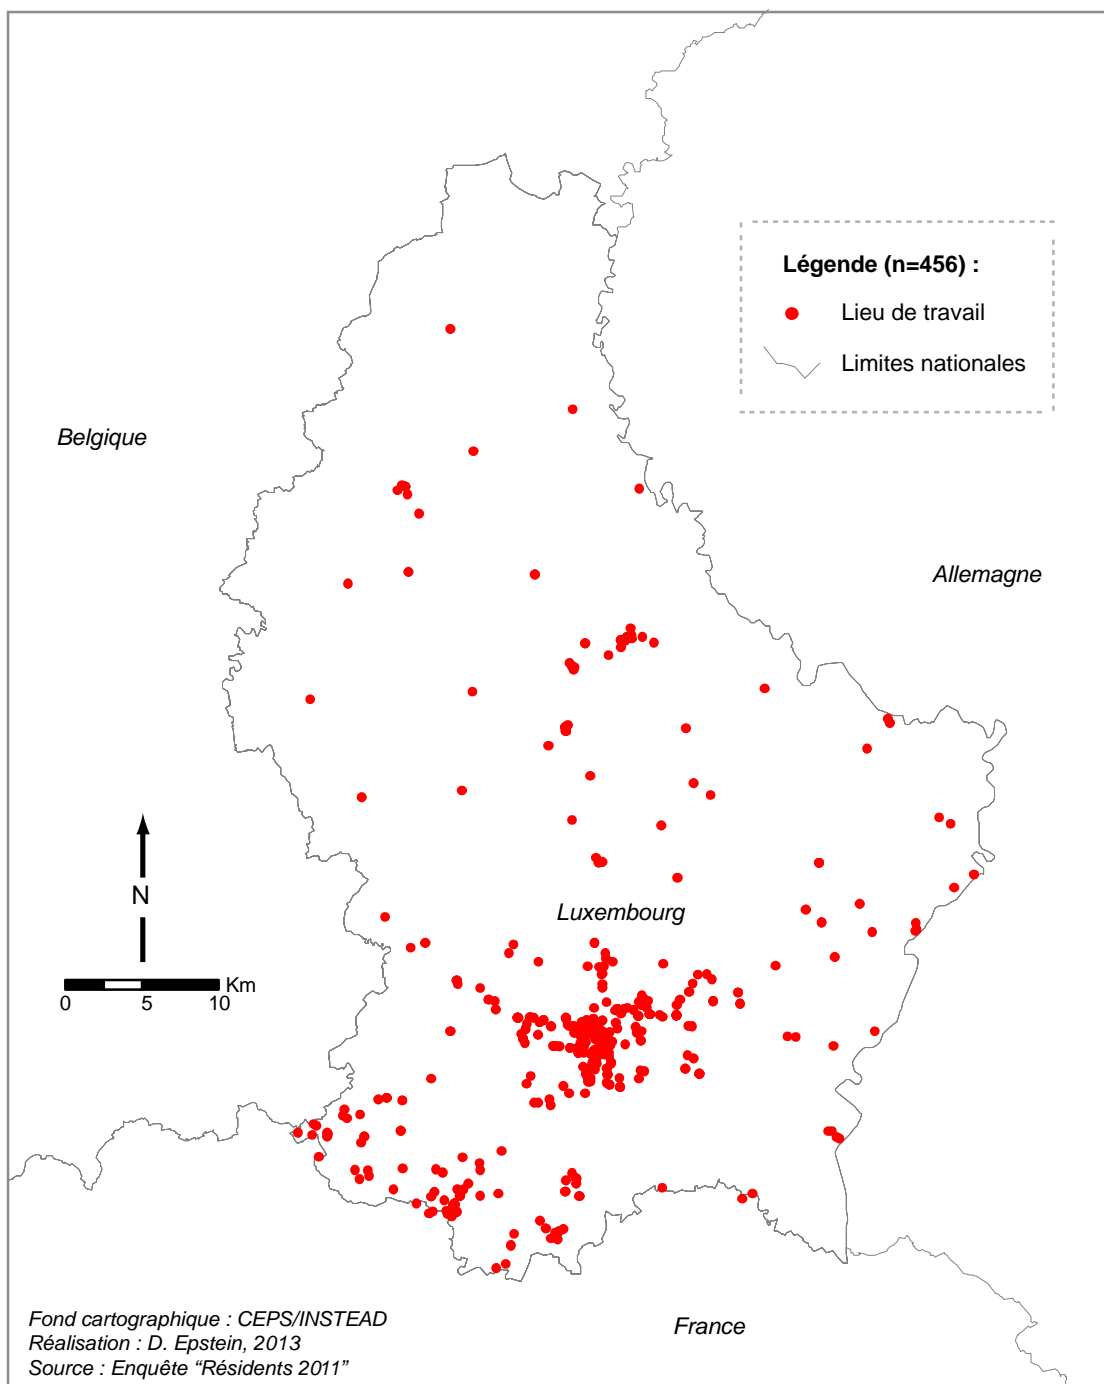 Légende (n=456) :
Lieu de travail
Limites nationales
Belgique
Allemagne
N
Luxembourg
Km
0 5 10
Fond cartographique : CEPS/INSTEAD
Réalisation : D. Epstein, 2013
Source : Enquête “Résidents 2011”
France